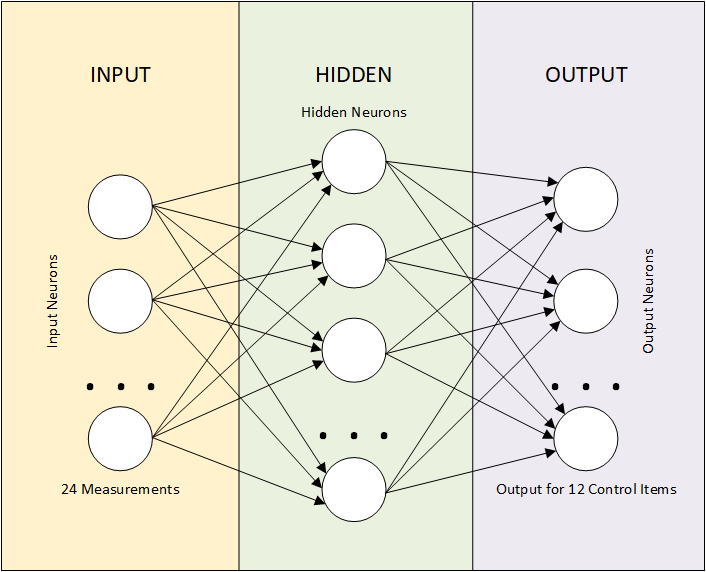 INPUT
HIDDEN
OUTPUT
Hidden Neurons
Input Neurons
Output Neurons
. . .
. . .
. . .
24 Measurements
Output for 12 Control Items